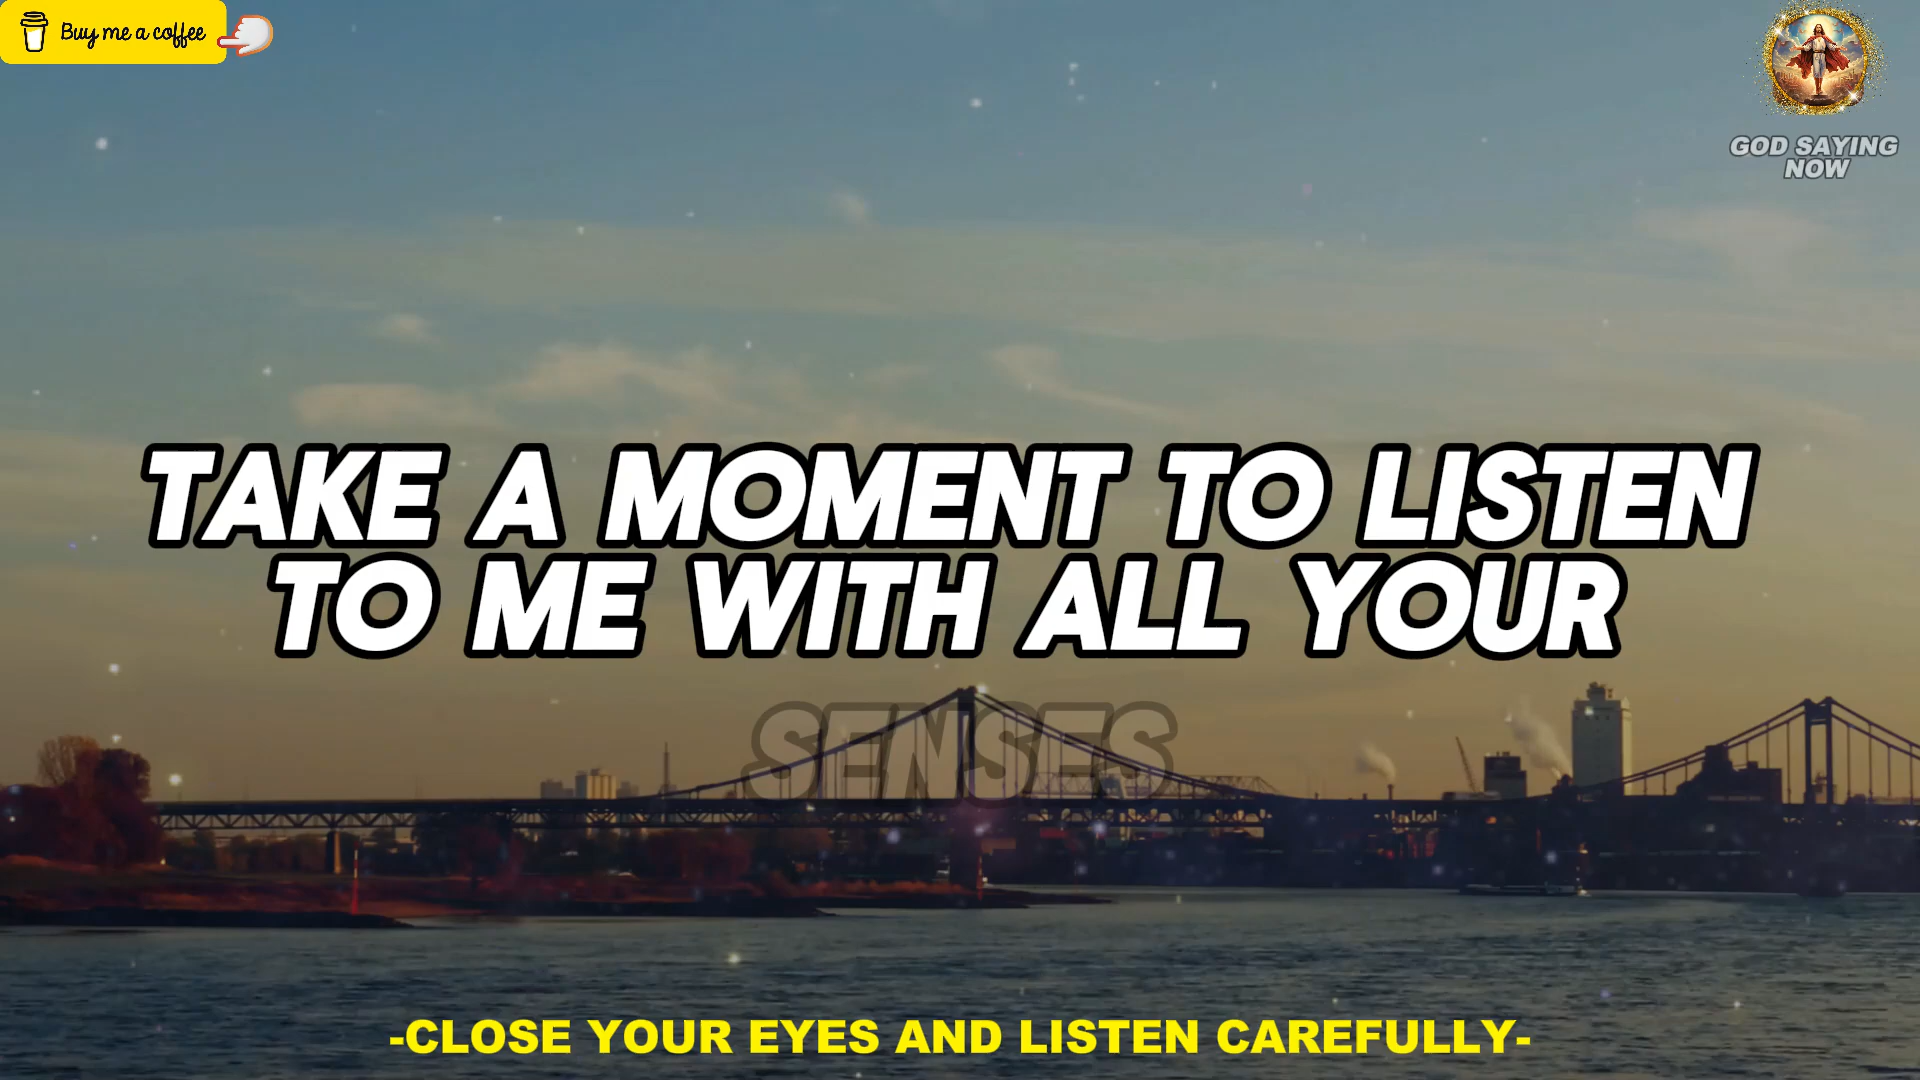 Buy me a coffee
GOD SAYING
NOW
TAKE A MOMENT TO LISTEN
TO ME WITH ALL YOUR
SENSES
-CLOSE YOUR EYES AND LISTEN CAREFULLY-